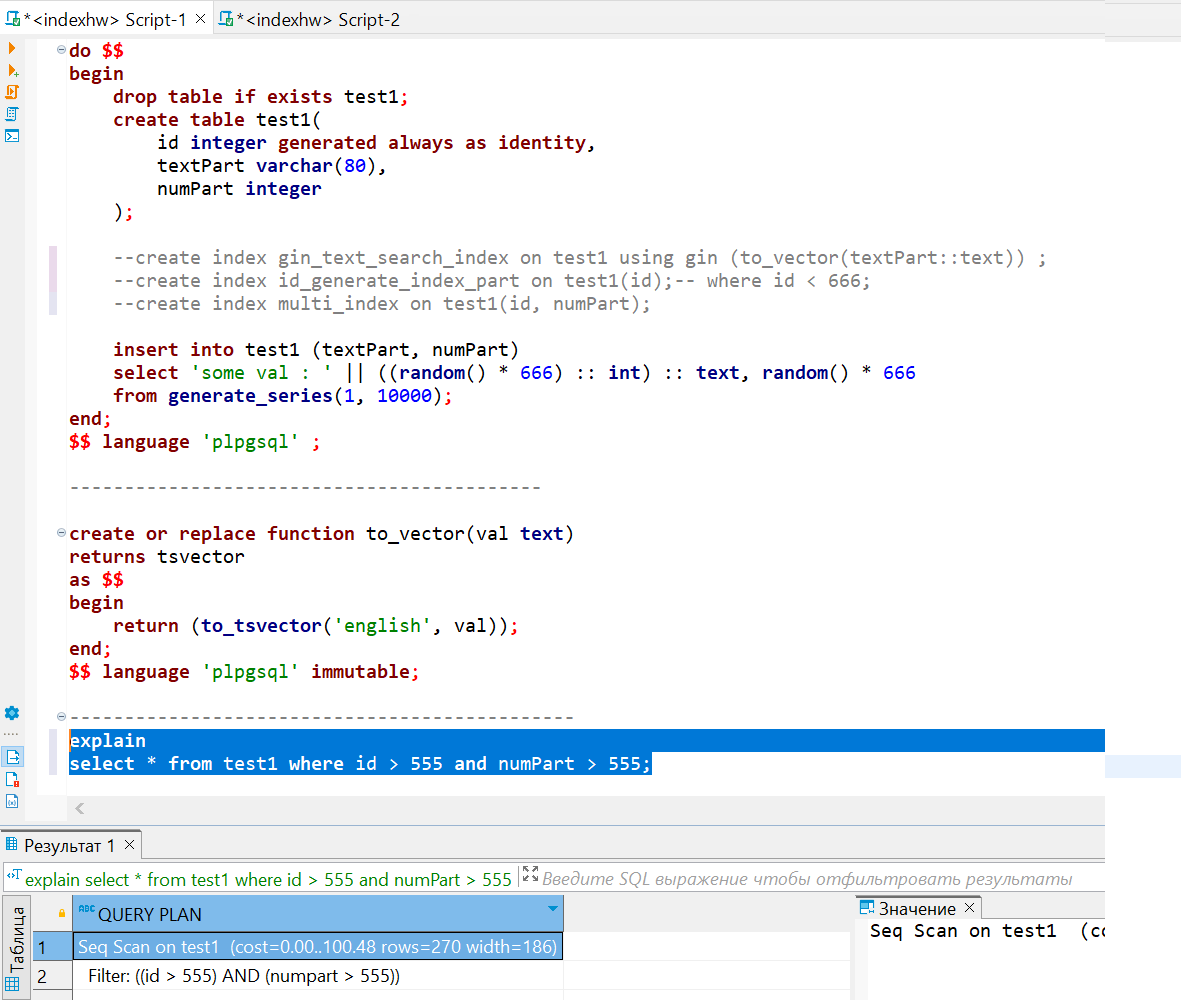 *<indexhw> Script-1
*<indexhw> Script-2
do $$
begin
    drop table if exists test1;
    create table test1(
        id integer generated always as identity,
        textPart varchar(80),
        numPart integer
    );
    --create index gin_text_search_index on test1 using gin (to_vector(textPart::text)) ;
    --create index id_generate_index_part on test1(id);-- where id < 666;
    --create index multi_index on test1(id, numPart);
    insert into test1 (textPart, numPart)
    select 'some val : ' || ((random() * 666) :: int) :: text, random() * 666
    from generate_series(1, 10000);
end;
$$ language 'plpgsql' ;
-------------------------------------------
create or replace function to_vector(val text)
returns tsvector
as $$
begin
    return (to_tsvector('english', val));
end;
$$ language 'plpgsql' immutable;
----------------------------------------------
explain
select * from test1 where id > 555 and numPart > 555;
Результат 1
explain select * from test1 where id > 555 and numPart > 555
Введите SQL выражение чтобы отфильтровать результаты
Таблица
ABC QUERY PLAN
Значение
1 Seq Scan on test1  (cost=0.00..100.48 rows=270 width=186)
2 Filter: ((id > 555) AND (numpart > 555))
Seq Scan on test1  (co